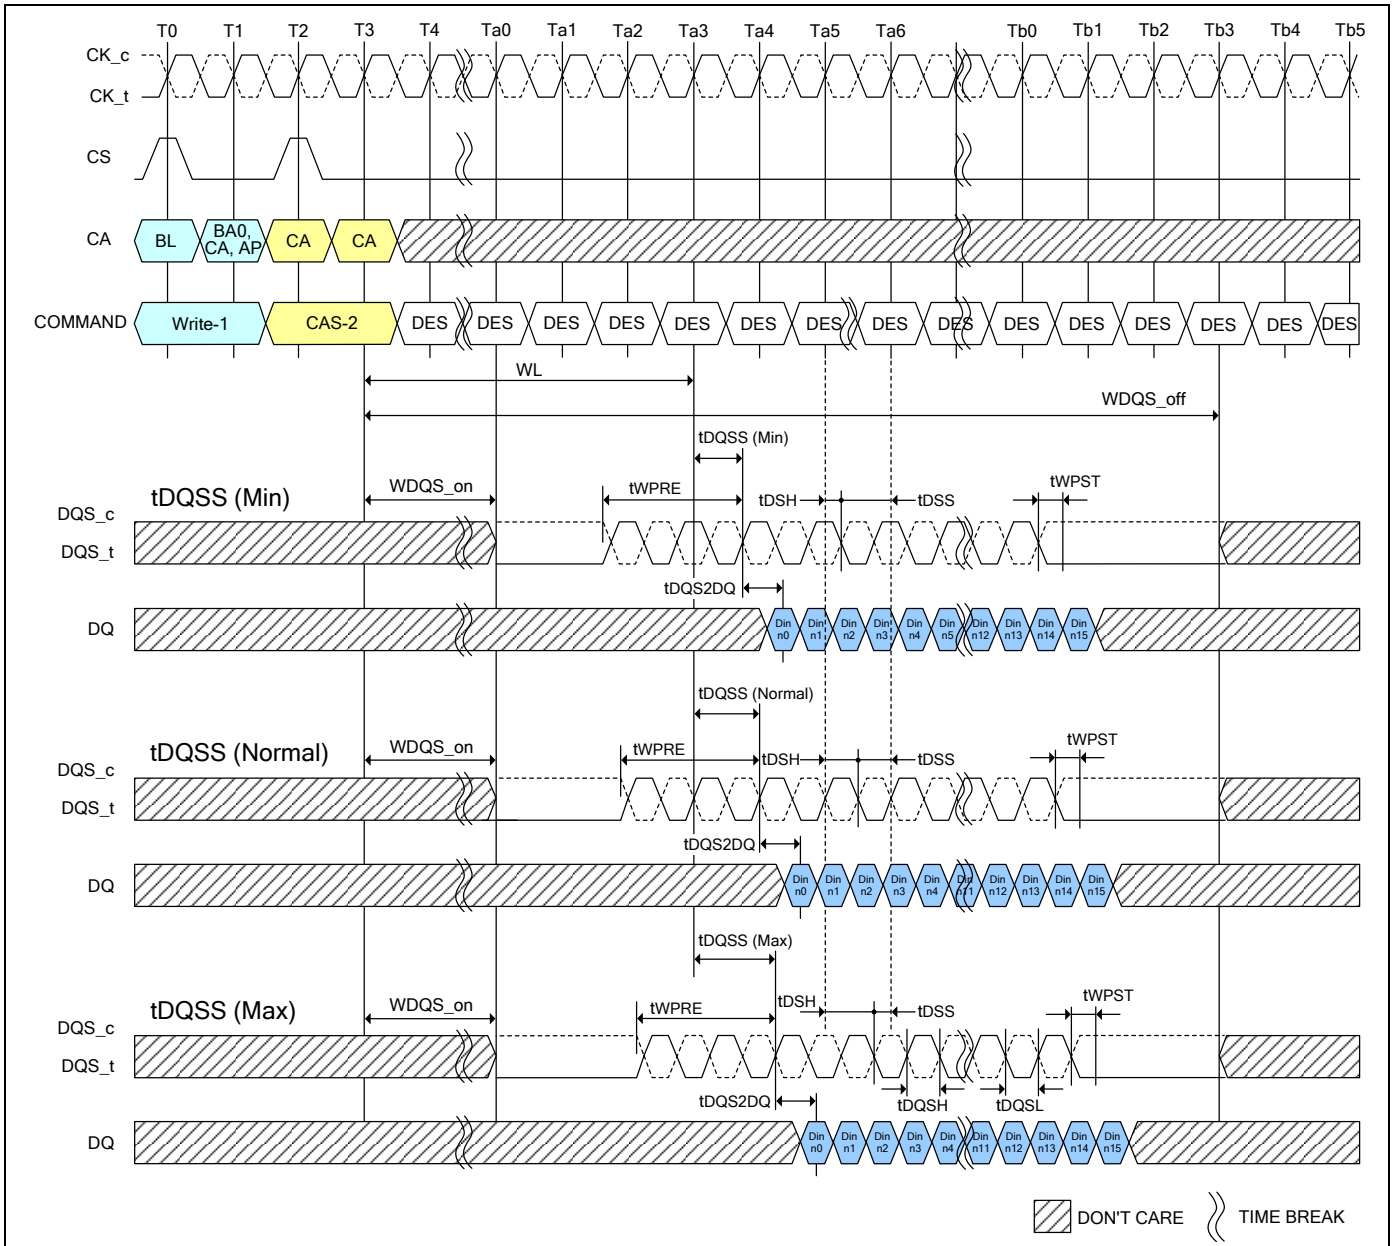 T0 T1 T2 T3 T4 Ta0 Ta1 Ta2 Ta3 Ta4 Ta5 Ta6 Tb0 Tb1 Tb2 Tb3 Tb4 Tb5
CK_c
CK_t
CS
CA BL BA0, CA, AP CA CA
COMMAND Write-1 CAS-2 DES DES DES DES DES DES DES DES DES DES DES DES DES DES DES
WL
WDQS_off
tDQSS (Min)
tDQSS (Min) WDQS_on tWPRE tDSH tDSS tWPST
DQS_c
DQS_t
tDQS2DQ
DQ Din n0 Din n1 Din n2 Din n3 Din n4 Din n5 Din n12 Din n13 Din n14 Din n15
tDQSS (Normal)
tDQSS (Normal) WDQS_on tWPRE tDSH tDSS tWPST
DQS_c
DQS_t
tDQS2DQ
DQ Din n0 Din n1 Din n2 Din n3 Din n4 Din n11 Din n12 Din n13 Din n14 Din n15
tDQSS (Max)
tDQSS (Max) WDQS_on tWPRE tDSH tDSS tWPST
DQS_c
DQS_t
tDQS2DQ tDQSH tDQSL
DQ Din n0 Din n1 Din n2 Din n3 Din n4 Din n11 Din n12 Din n13 Din n14 Din n15
DON'T CARE TIME BREAK